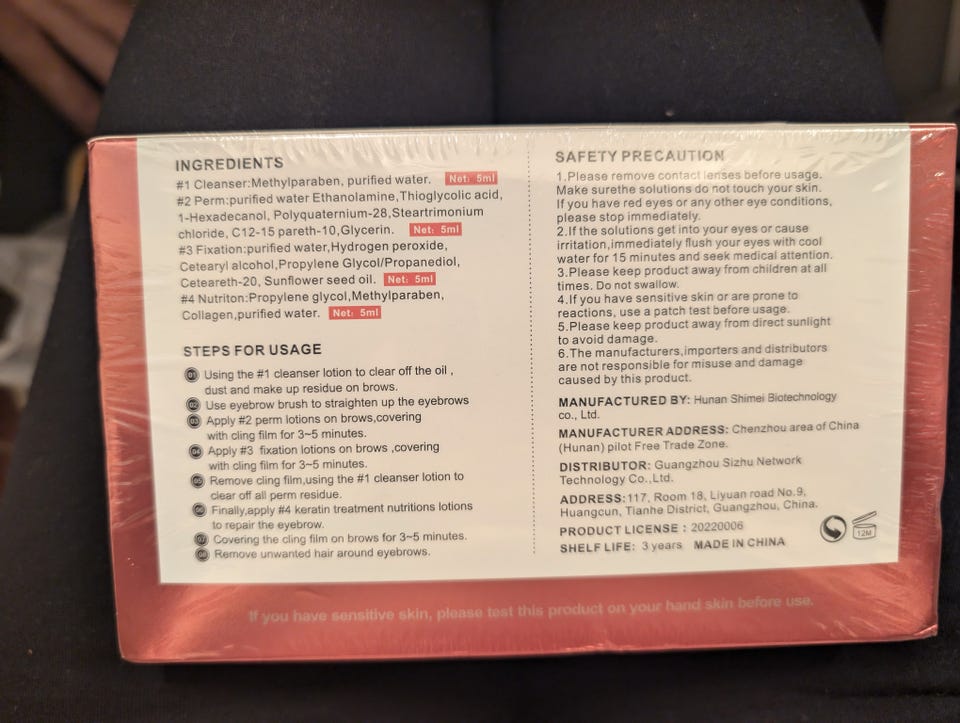 INGREDIENTS
#1 Cleanser:Methylparaben, purified water. Net: 5ml
#2 Perm:purified water Ethanolamine,Thioglycolic acid,
1-Hexadecanol, Polyquaternium-28,Steartrimonium
chloride, C12-15 pareth-10,Glycerin. Net: 5ml
#3 Fixation:purified water,Hydrogen peroxide,
Cetearyl alcohol,Propylene Glycol/Propanediol,
Ceteareth-20, Sunflower seed oil. Net: 5ml
#4 Nutriton:Propylene glycol,Methylparaben,
Collagen,purified water. Net: 5ml
STEPS FOR USAGE
01 Using the #1 cleanser lotion to clear off the oil ,
dust and make up residue on brows.
02 Use eyebrow brush to straighten up the eyebrows
03 Apply #2 perm lotions on brows,covering
with cling film for 3~5 minutes.
04 Apply #3 fixation lotions on brows ,covering
with cling film for 3~5 minutes.
05 Remove cling film,using the #1 cleanser lotion to
clear off all perm residue.
06 Finally,apply #4 keratin treatment nutritions lotions
to repair the eyebrow.
07 Covering the cling film on brows for 3~5 minutes.
08 Remove unwanted hair around eyebrows.
SAFETY PRECAUTION
1.Please remove contact lenses before usage.
Make surethe solutions do not touch your skin.
If you have red eyes or any other eye conditions,
please stop immediately.
2.If the solutions get into your eyes or cause
irritation,immediately flush your eyes with cool
water for 15 minutes and seek medical attention.
3.Please keep product away from children at all
times. Do not swallow.
4.If you have sensitive skin or are prone to
reactions, use a patch test before usage.
5.Please keep product away from direct sunlight
to avoid damage.
6.The manufacturers,importers and distributors
are not responsible for misuse and damage
caused by this product.
MANUFACTURED BY: Hunan Shimei Biotechnology
co., Ltd.
MANUFACTURER ADDRESS: Chenzhou area of China
(Hunan) pilot Free Trade Zone.
DISTRIBUTOR: Guangzhou Sizhu Network
Technology Co.,Ltd.
ADDRESS:117, Room 18, Liyuan road No.9,
Huangcun, Tianhe District, Guangzhou, China.
PRODUCT LICENSE : 20220006
SHELF LIFE: 3 years MADE IN CHINA
12M
If you have sensitive skin, please test this product on your hand skin before use.